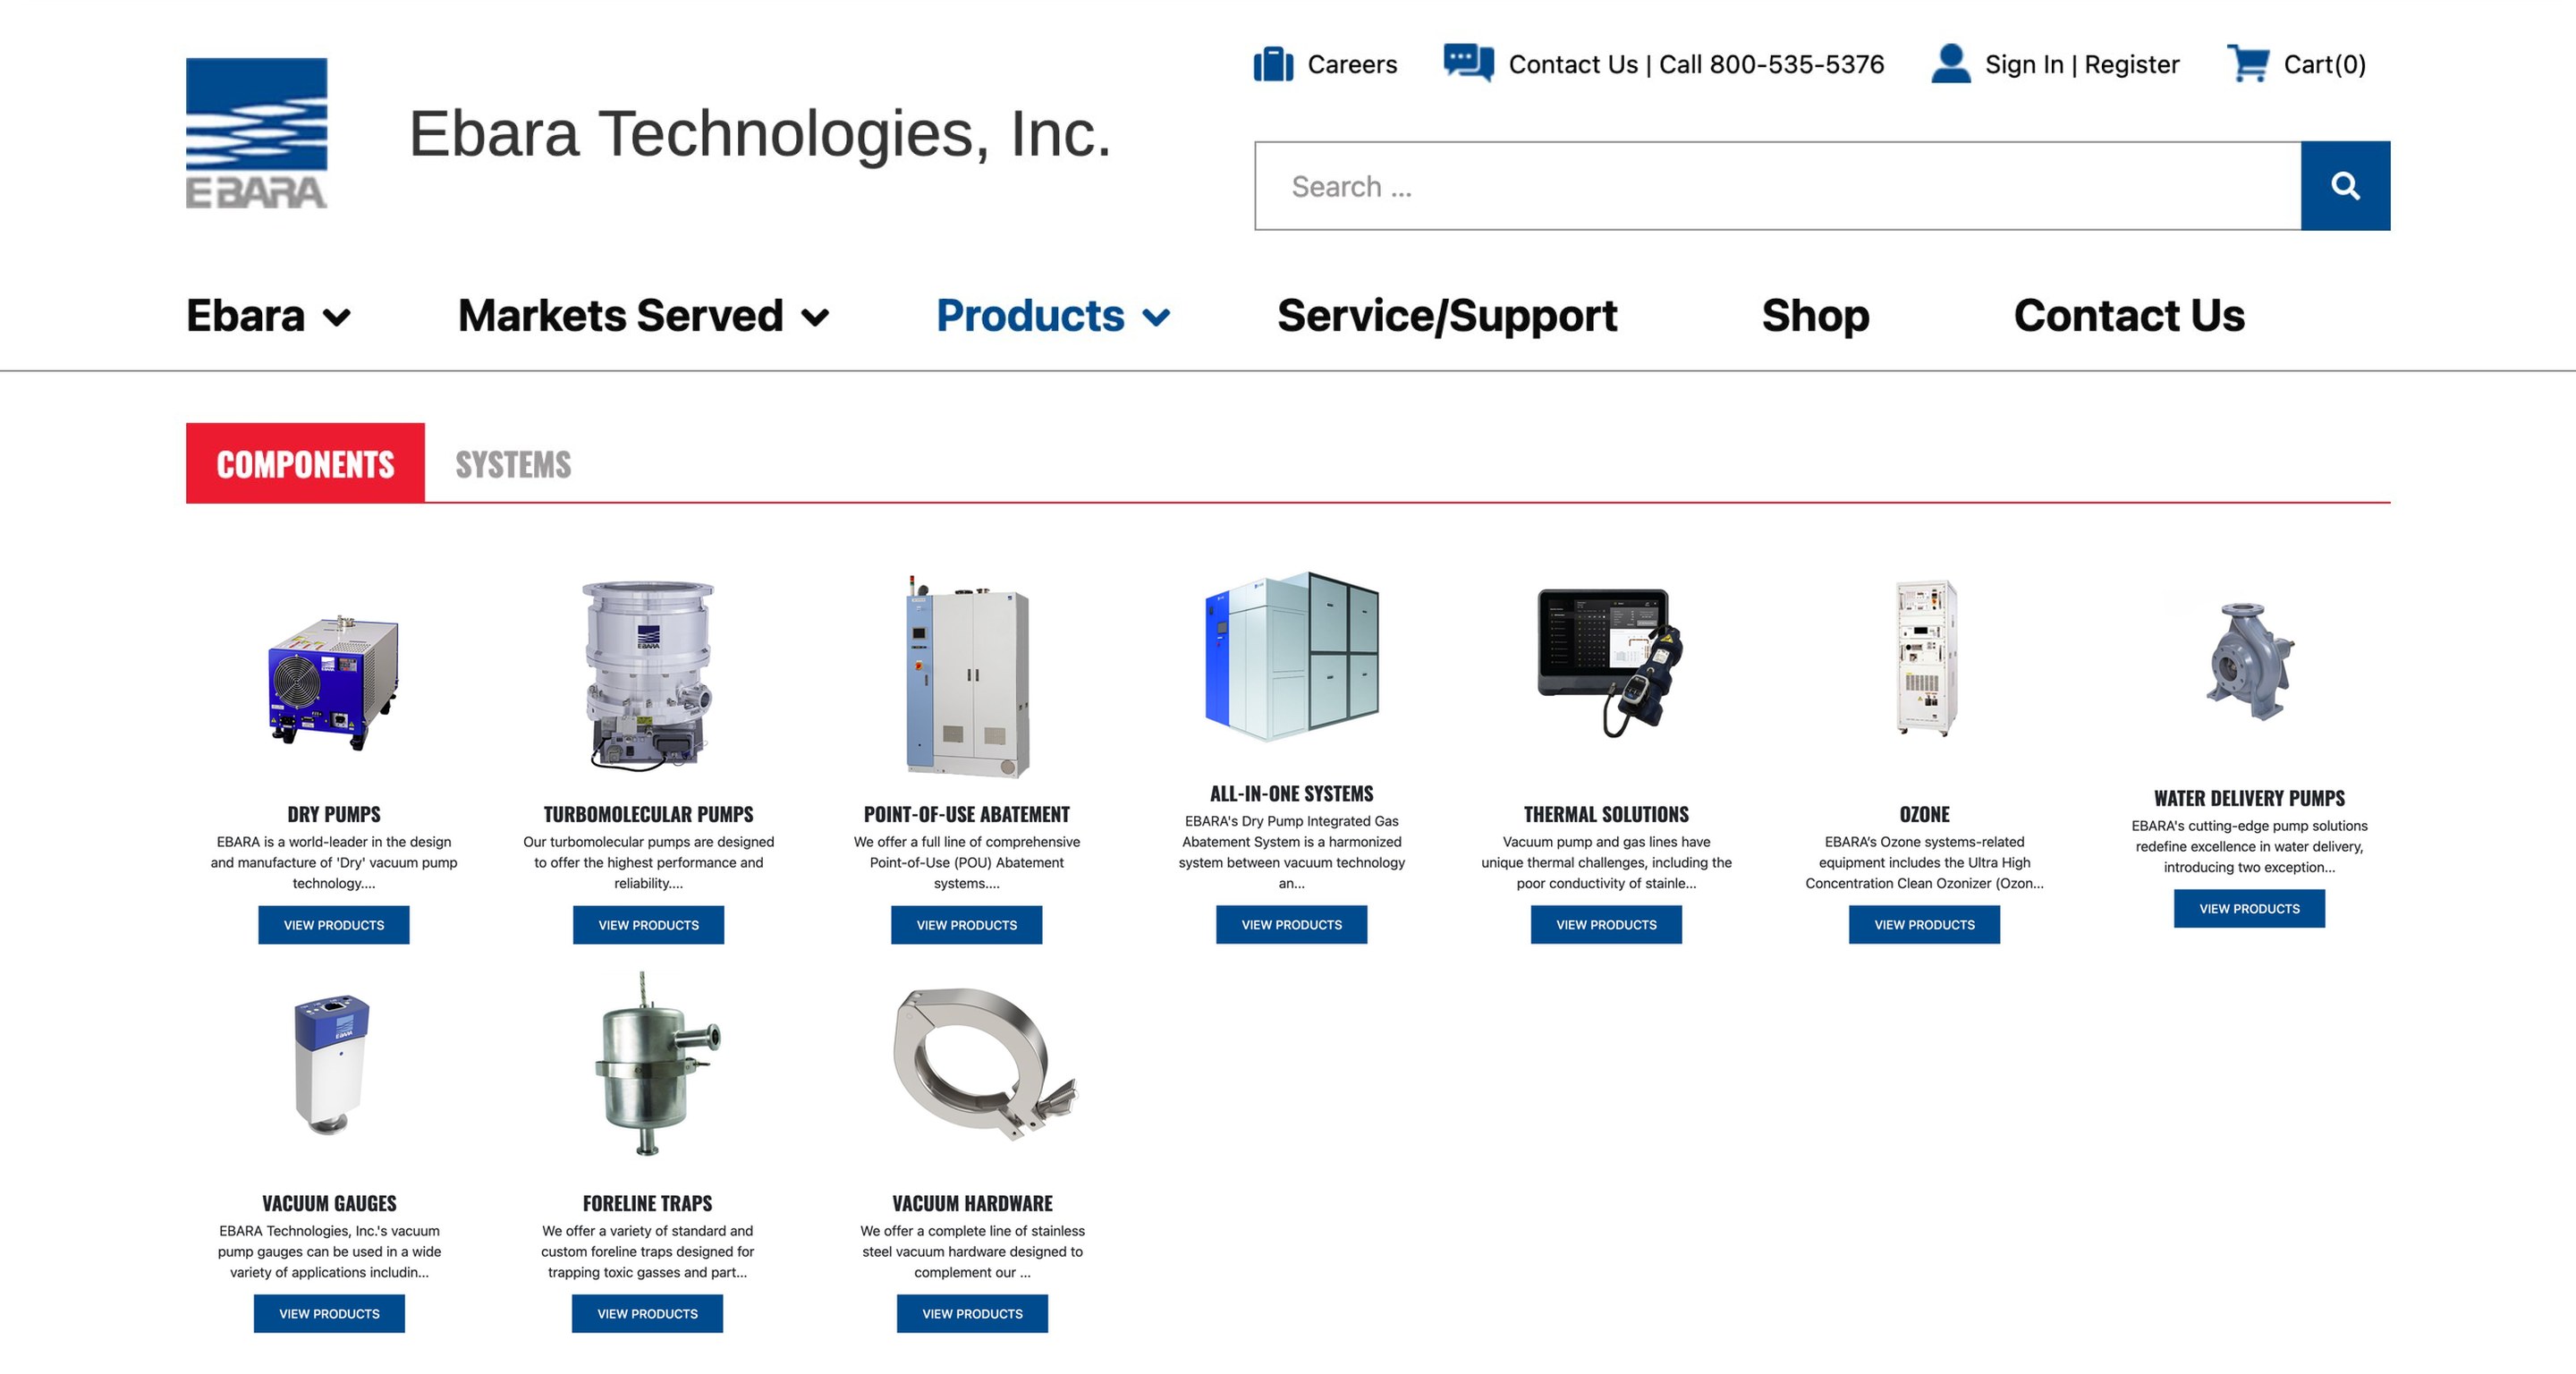 Careers
Contact Us | Call 800-535-5376
Sign In | Register
Cart(0)
EBARA
Ebara Technologies, Inc.
Search ...
Ebara
Markets Served
Products
Service/Support
Shop
Contact Us
COMPONENTS
SYSTEMS
EBARA
DRY PUMPS
EBARA is a world-leader in the design
and manufacture of 'Dry' vacuum pump
technology....
VIEW PRODUCTS
TURBOMOLECULAR PUMPS
Our turbomolecular pumps are designed
to offer the highest performance and
reliability....
VIEW PRODUCTS
POINT-OF-USE ABATEMENT
We offer a full line of comprehensive
Point-of-Use (POU) Abatement
systems....
VIEW PRODUCTS
ALL-IN-ONE SYSTEMS
EBARA's Dry Pump Integrated Gas
Abatement System is a harmonized
system between vacuum technology
an...
VIEW PRODUCTS
THERMAL SOLUTIONS
Vacuum pump and gas lines have
unique thermal challenges, including the
poor conductivity of stainle...
VIEW PRODUCTS
OZONE
EBARA’s Ozone systems-related
equipment includes the Ultra High
Concentration Clean Ozonizer (Ozon...
VIEW PRODUCTS
WATER DELIVERY PUMPS
EBARA's cutting-edge pump solutions
redefine excellence in water delivery,
introducing two exception...
VIEW PRODUCTS
EBARA
VACUUM GAUGES
EBARA Technologies, Inc.'s vacuum
pump gauges can be used in a wide
variety of applications includin...
VIEW PRODUCTS
FORELINE TRAPS
We offer a variety of standard and
custom foreline traps designed for
trapping toxic gasses and part...
VIEW PRODUCTS
VACUUM HARDWARE
We offer a complete line of stainless
steel vacuum hardware designed to
complement our ...
VIEW PRODUCTS